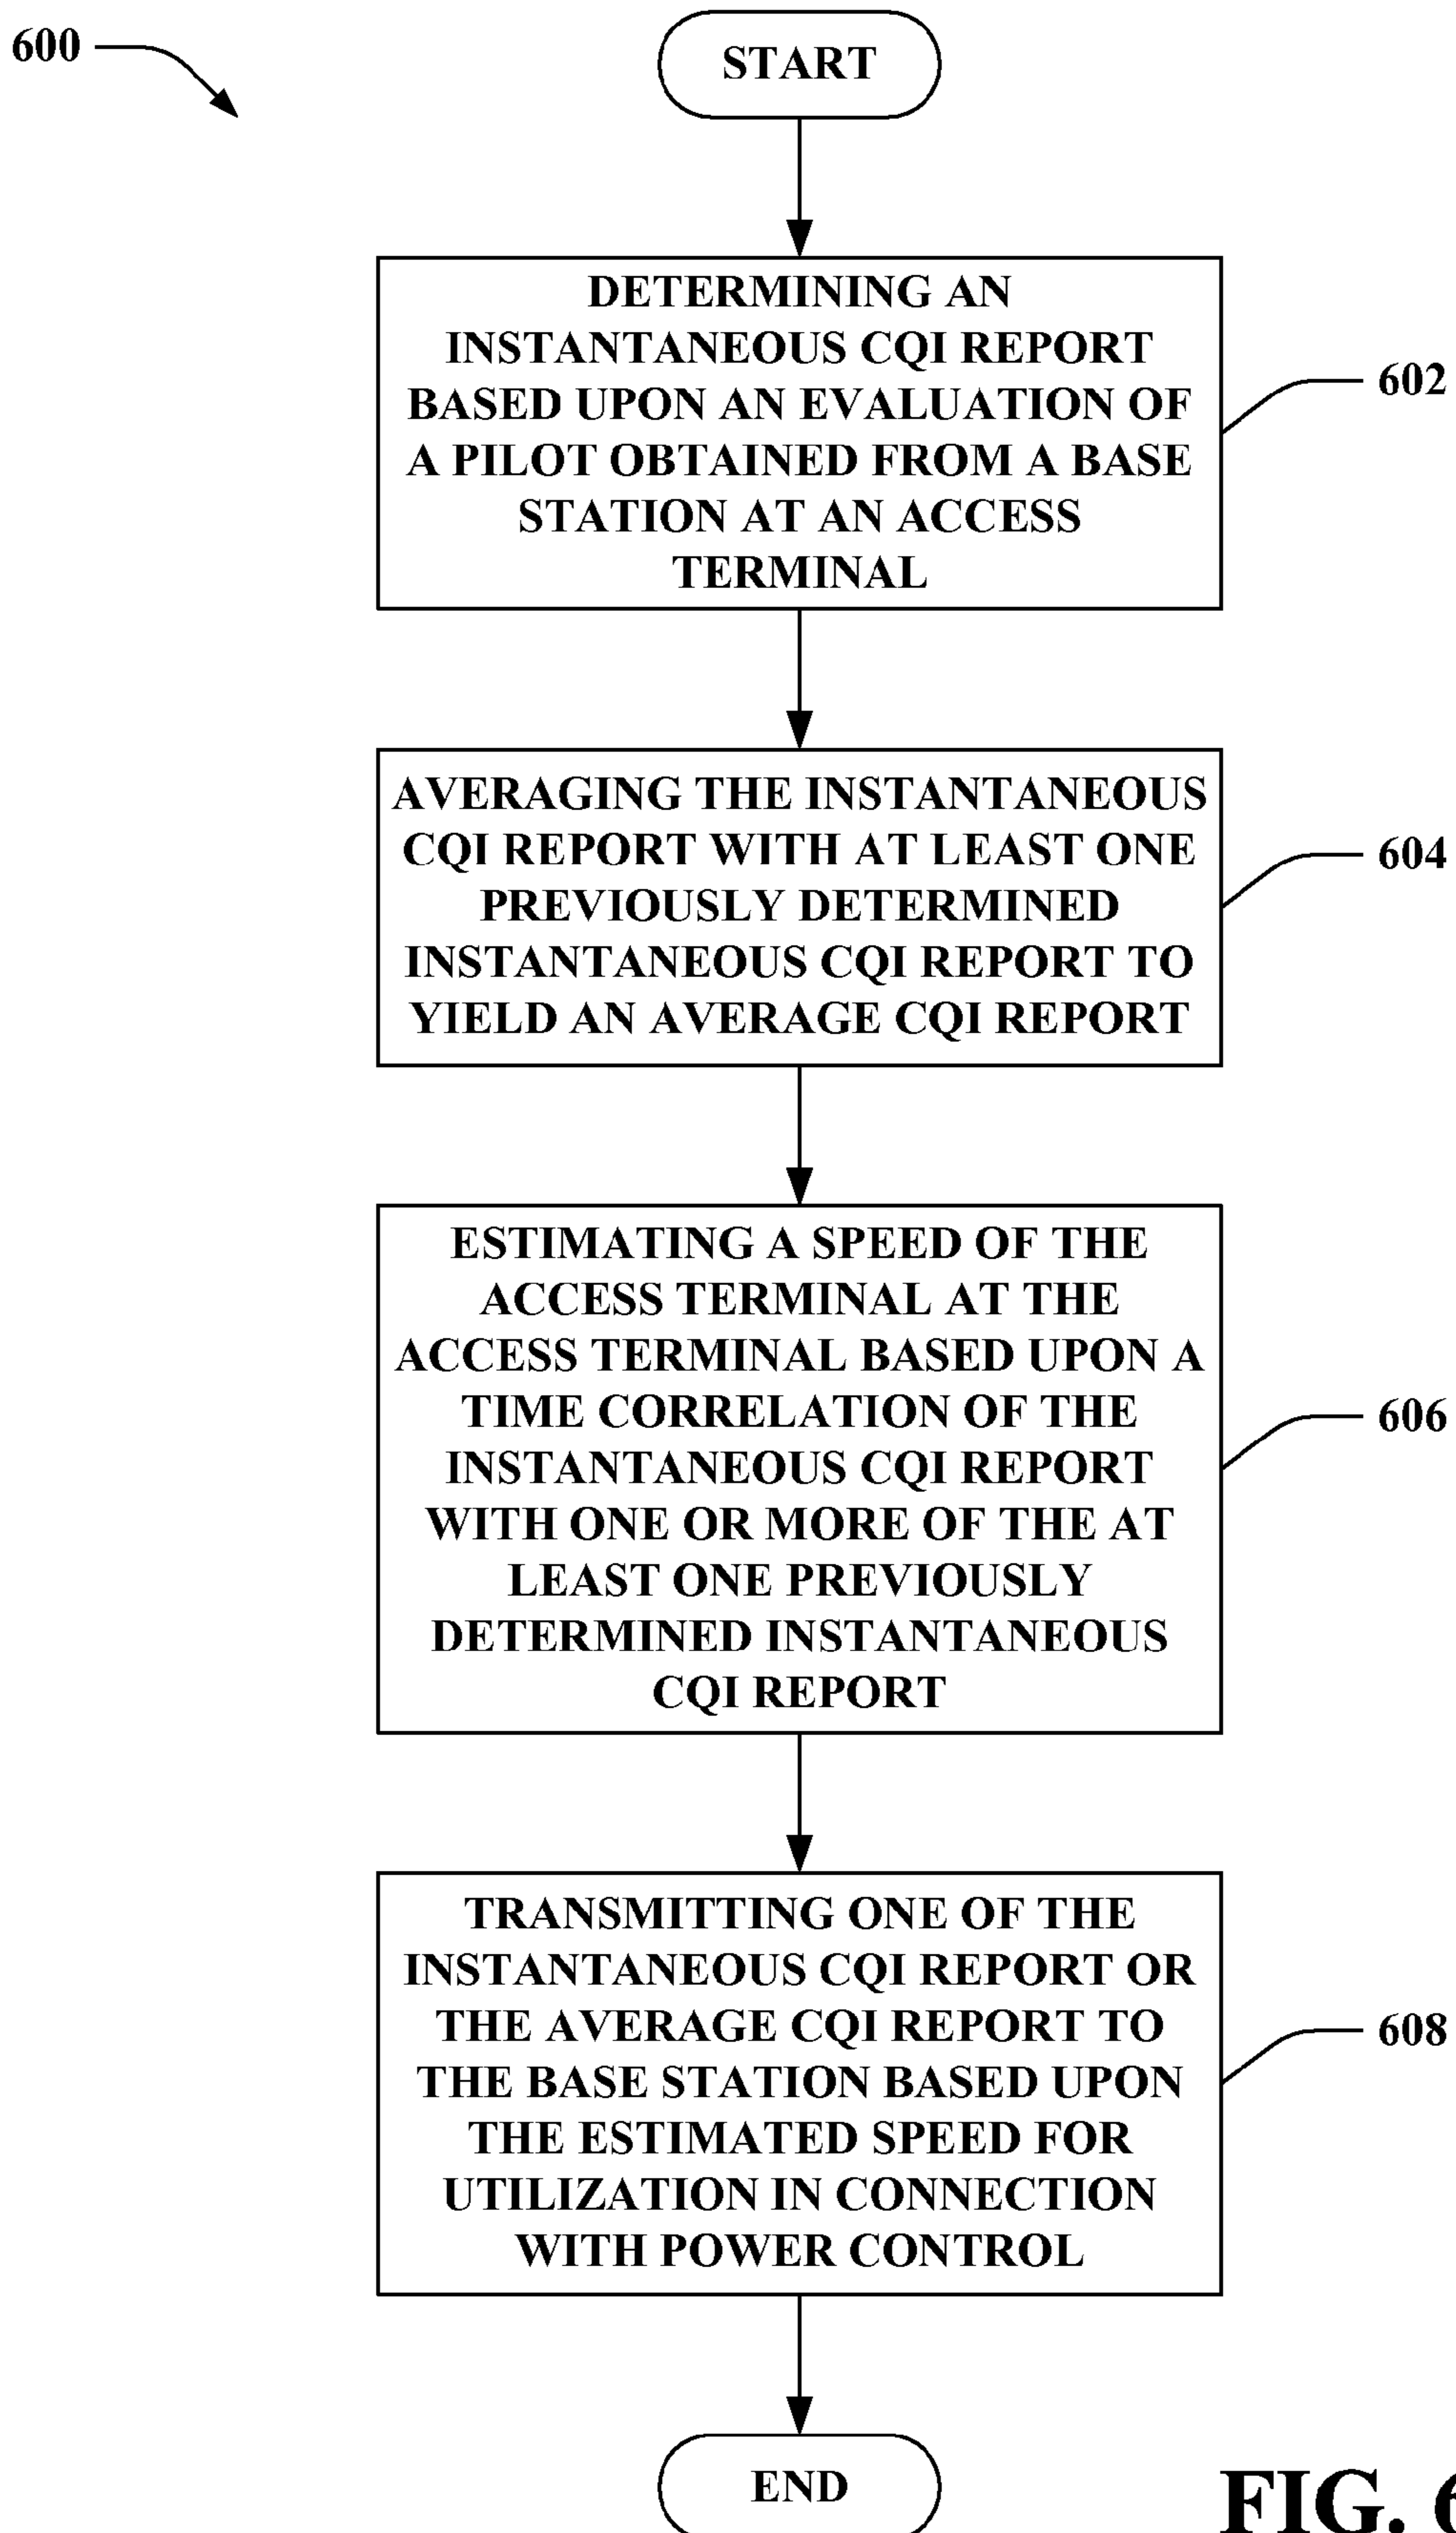 600
START
DETERMINING AN
INSTANTANEOUS CQI REPORT
BASED UPON AN EVALUATION OF
A PILOT OBTAINED FROM A BASE
STATION AT AN ACCESS
TERMINAL
602
AVERAGING THE INSTANTANEOUS
CQI REPORT WITH AT LEAST ONE
PREVIOUSLY DETERMINED
INSTANTANEOUS CQI REPORT TO
YIELD AN AVERAGE CQI REPORT
604
ESTIMATING A SPEED OF THE
ACCESS TERMINAL AT THE
ACCESS TERMINAL BASED UPON A
TIME CORRELATION OF THE
INSTANTANEOUS CQI REPORT
WITH ONE OR MORE OF THE AT
LEAST ONE PREVIOUSLY
DETERMINED INSTANTANEOUS
CQI REPORT
606
TRANSMITTING ONE OF THE
INSTANTANEOUS CQI REPORT OR
THE AVERAGE CQI REPORT TO
THE BASE STATION BASED UPON
THE ESTIMATED SPEED FOR
UTILIZATION IN CONNECTION
WITH POWER CONTROL
608
END
FIG. 6